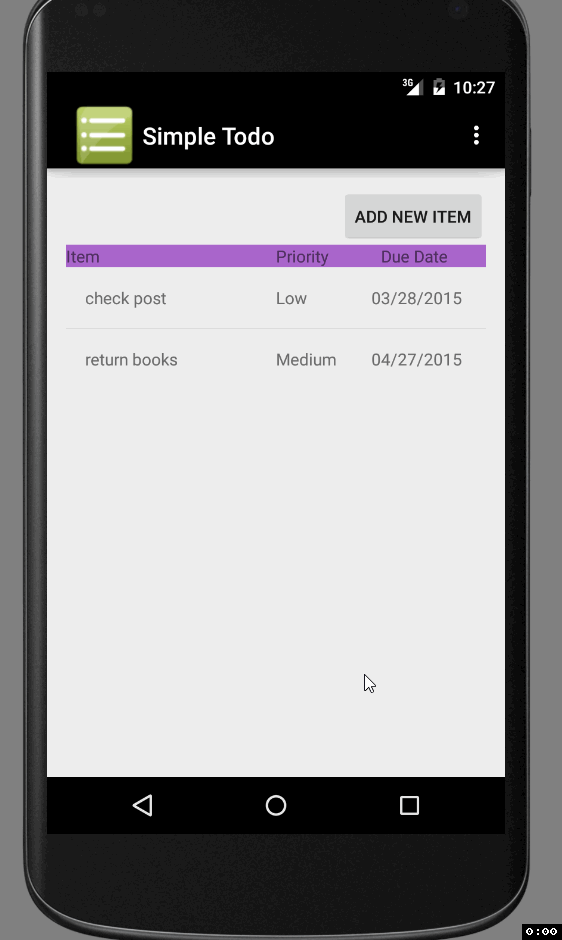 3G 10:27
Simple Todo
ADD NEW ITEM
Item Priority Due Date
check post Low 03/28/2015
return books Medium 04/27/2015
0:00